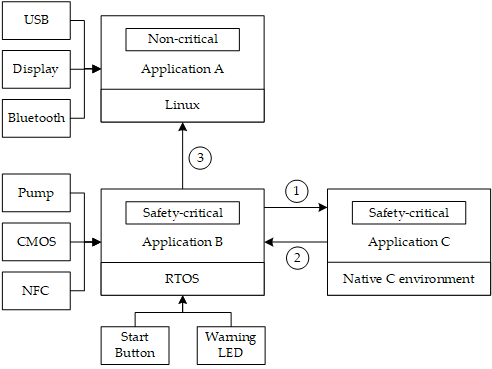 USB
Display
Bluetooth
Non-critical
Application A
Linux
3
Pump
CMOS
NFC
Safety-critical
Application B
RTOS
1
2
Safety-critical
Application C
Native C environment
Start
Button
Warning
LED